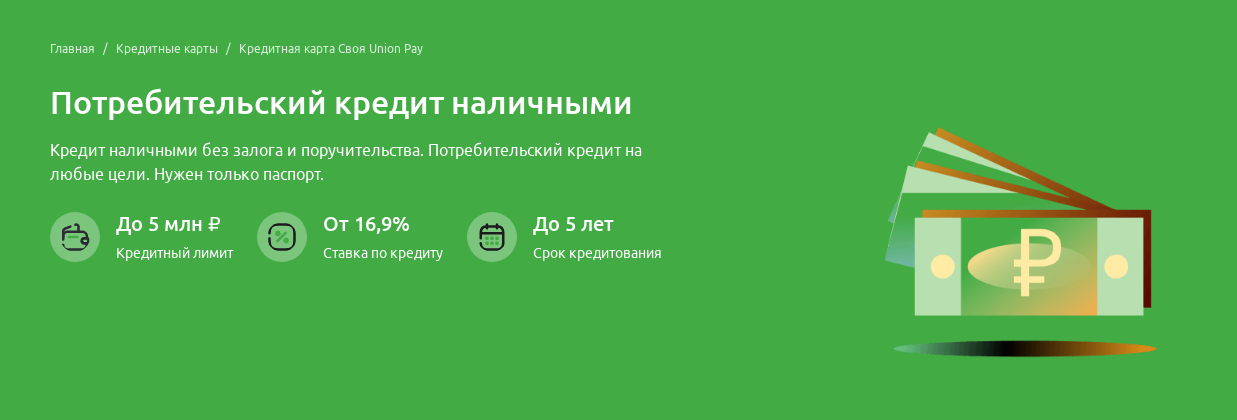 Главная / Кредитные карты / Кредитная карта Своя Union Pay
Потребительский кредит наличными
Кредит наличными без залога и поручительства. Потребительский кредит на
любые цели. Нужен только паспорт.
До 5 млн ₽
Кредитный лимит
От 16,9%
Ставка по кредиту
До 5 лет
Срок кредитования
₽